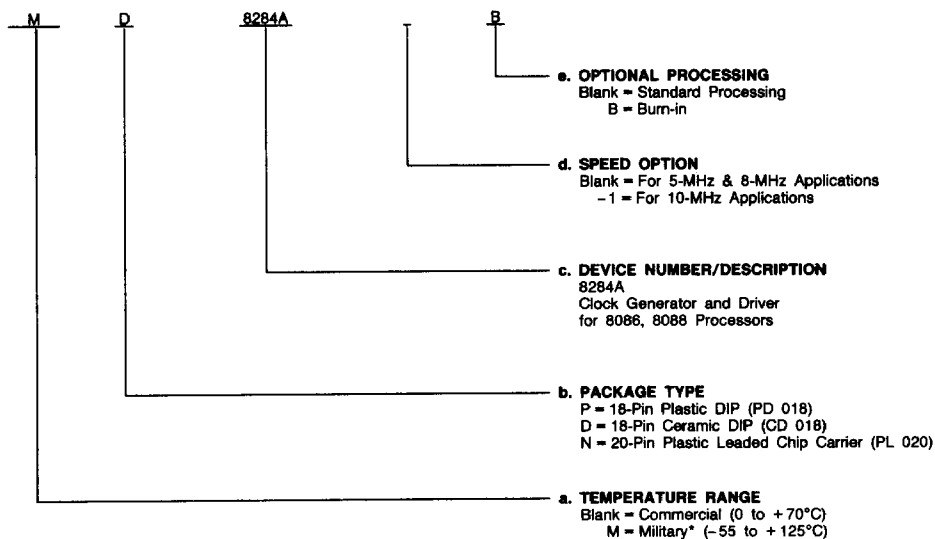 M D 8284A - B
e. OPTIONAL PROCESSING
Blank = Standard Processing
B = Burn-in
d. SPEED OPTION
Blank = For 5-MHz & 8-MHz Applications
-1 = For 10-MHz Applications
c. DEVICE NUMBER/DESCRIPTION
8284A
Clock Generator and Driver
for 8086, 8088 Processors
b. PACKAGE TYPE
P = 18-Pin Plastic DIP (PD 018)
D = 18-Pin Ceramic DIP (CD 018)
N = 20-Pin Plastic Leaded Chip Carrier (PL 020)
a. TEMPERATURE RANGE
Blank = Commercial (0 to +70°C)
M = Military* (-55 to +125°C)